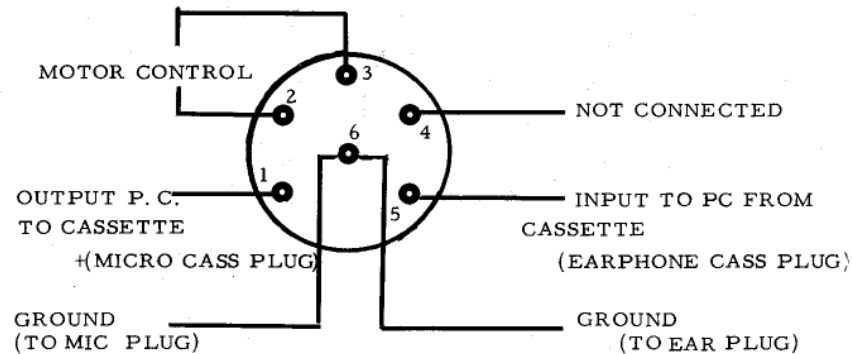 MOTOR CONTROL
3
2
4
NOT CONNECTED
6
1
5
OUTPUT P. C.
TO CASSETTE
+(MICRO CASS PLUG)
INPUT TO PC FROM
CASSETTE
(EARPHONE CASS PLUG)
GROUND
(TO MIC PLUG)
GROUND
(TO EAR PLUG)